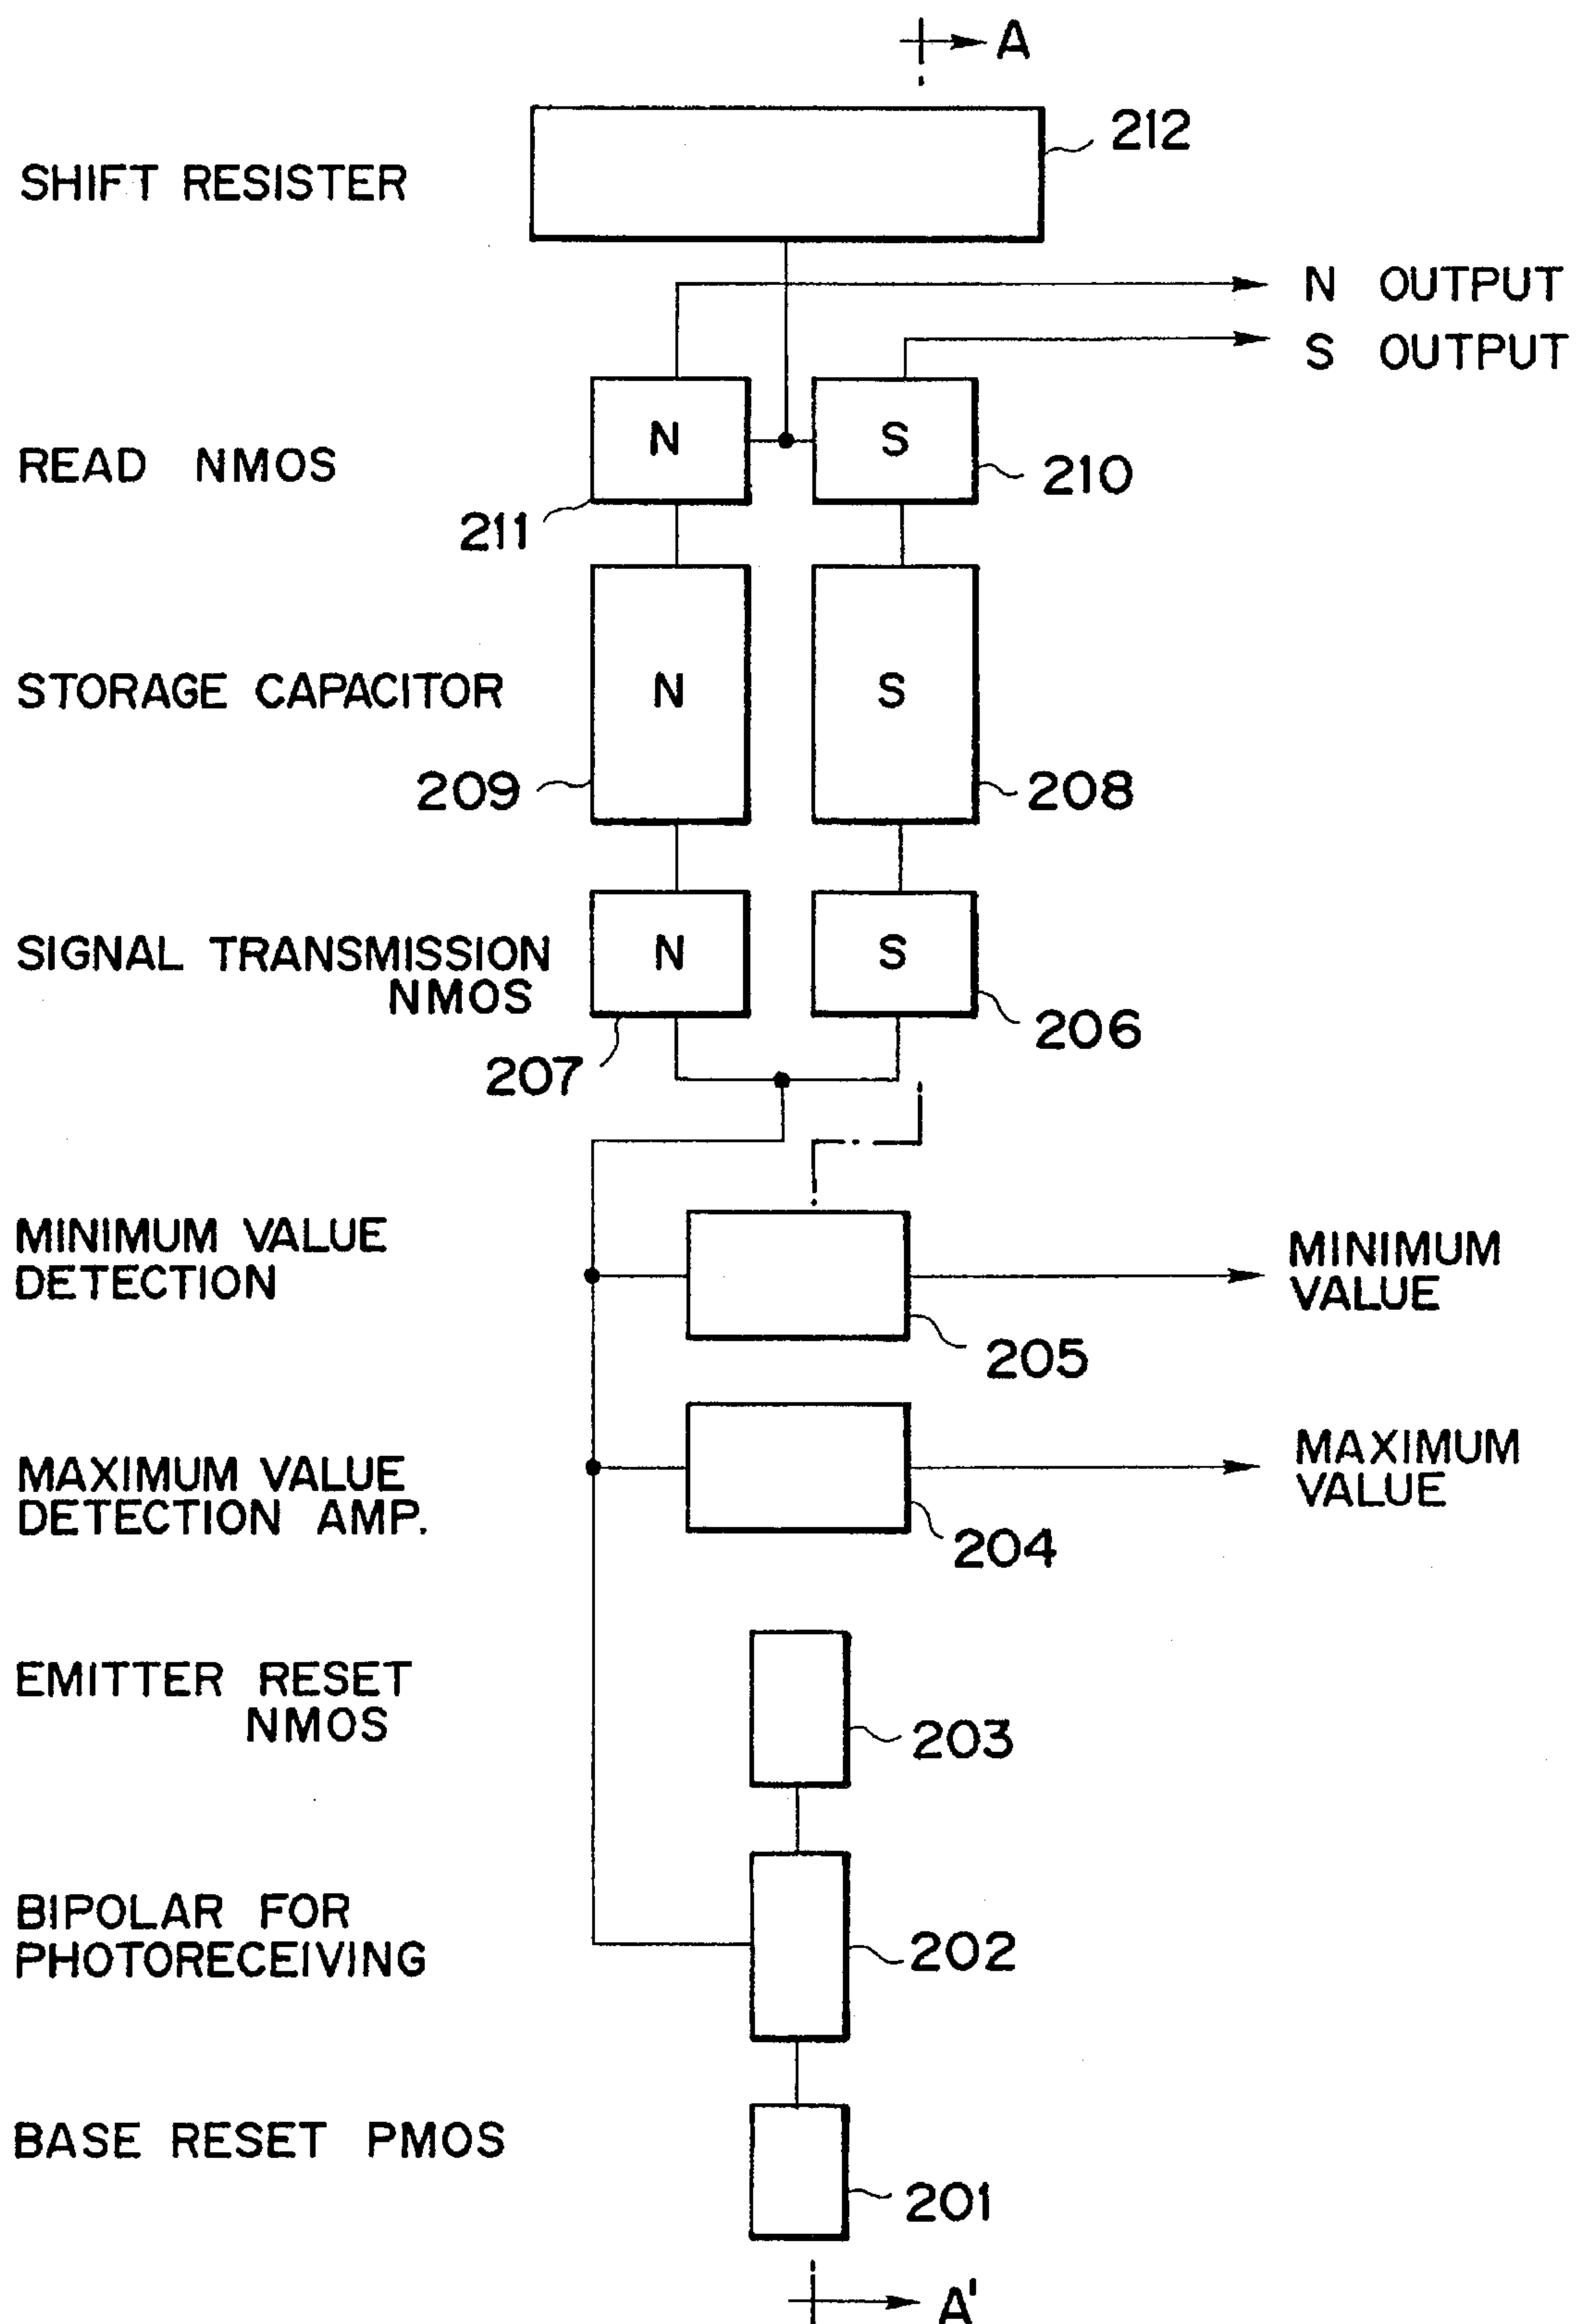 A
212
SHIFT RESISTER
N OUTPUT
S OUTPUT
N
S
READ NMOS
210
211
STORAGE CAPACITOR
N
S
209
208
SIGNAL TRANSMISSION
NMOS
N
S
206
207
MINIMUM VALUE
DETECTION
MINIMUM
VALUE
205
MAXIMUM VALUE
DETECTION AMP.
MAXIMUM
VALUE
204
EMITTER RESET
NMOS
203
BIPOLAR FOR
PHOTORECEIVING
202
BASE RESET PMOS
201
A'